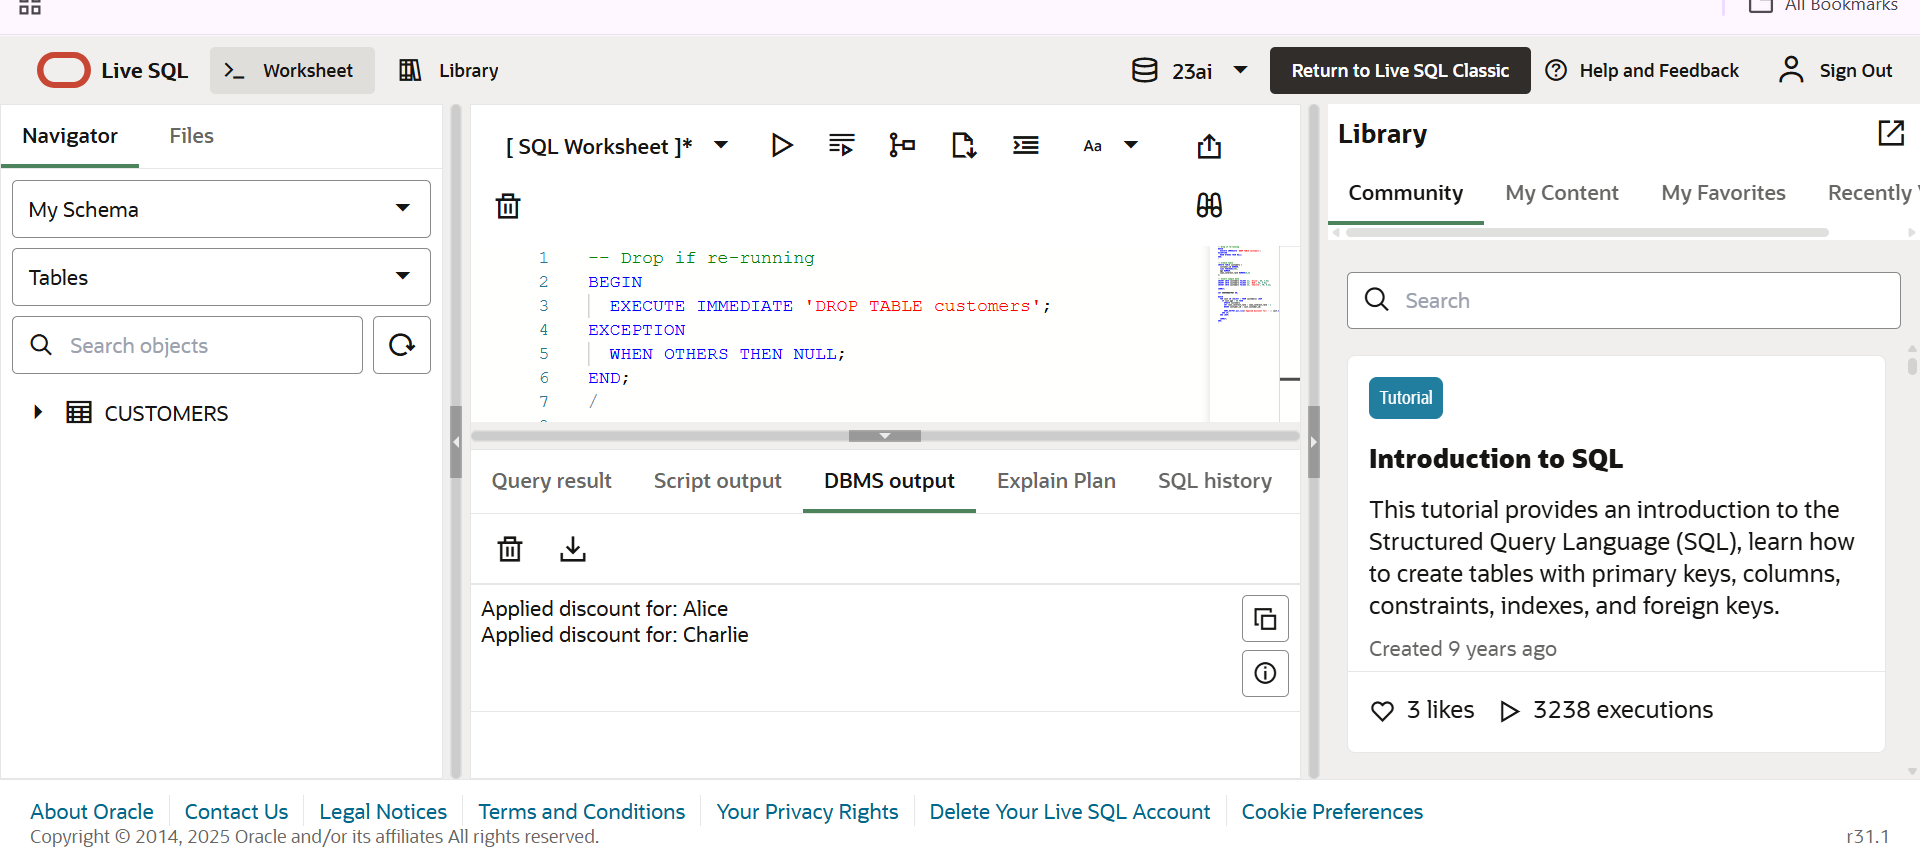 All Bookmarks
Live SQL
Worksheet
Library
23ai
Return to Live SQL Classic
Help and Feedback
Sign Out
Navigator
Files
My Schema
Tables
Search objects
CUSTOMERS
[ SQL Worksheet ]*
Aa
1 -- Drop if re-running
2 BEGIN
3 EXECUTE IMMEDIATE 'DROP TABLE customers';
4 EXCEPTION
5 WHEN OTHERS THEN NULL;
6 END;
7 /
Query result
Script output
DBMS output
Explain Plan
SQL history
Applied discount for: Alice
Applied discount for: Charlie
Library
Community
My Content
My Favorites
Recently
Search
Tutorial
Introduction to SQL
This tutorial provides an introduction to the
Structured Query Language (SQL), learn how
to create tables with primary keys, columns,
constraints, indexes, and foreign keys.
Created 9 years ago
3 likes
3238 executions
About Oracle
Contact Us
Legal Notices
Terms and Conditions
Your Privacy Rights
Delete Your Live SQL Account
Cookie Preferences
Copyright © 2014, 2025 Oracle and/or its affiliates All rights reserved.
r31.1